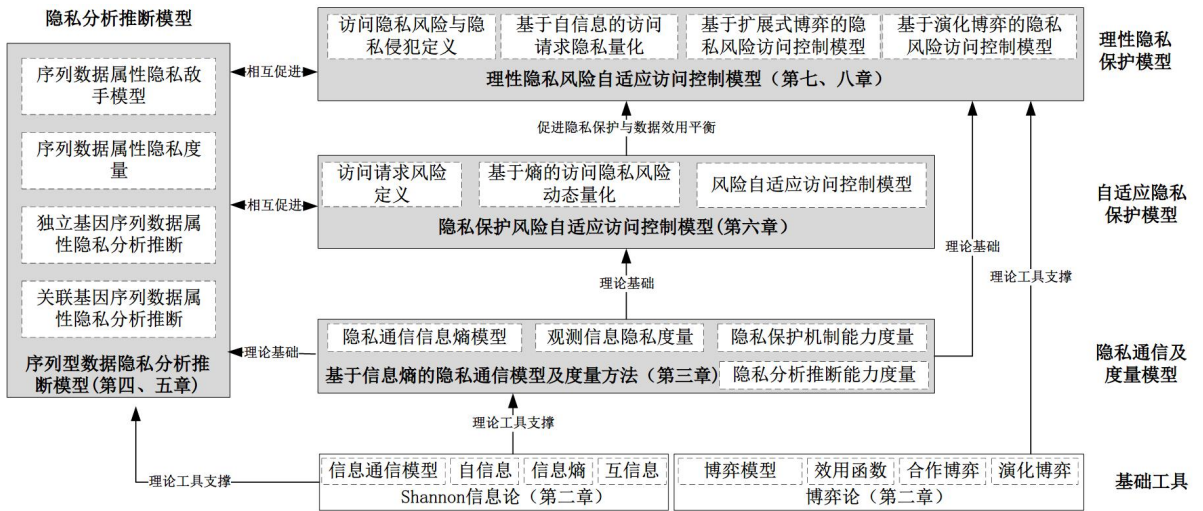 隐私分析推断模型
序列数据属性隐私敌
手模型
序列数据属性隐私度
量
独立基因序列数据属
性隐私分析推断
关联基因序列数据属
性隐私分析推断
序列型数据隐私分析推
断模型(第四、五章)
相互促进
相互促进
理论基础
理论工具支撑
访问隐私风险与隐
私侵犯定义
基于自信息的访问
请求隐私量化
基于扩展式博弈的隐
私风险访问控制模型
基于演化博弈的隐私
风险访问控制模型
理性隐私风险自适应访问控制模型（第七、八章）
理性隐私
保护模型
促进隐私保护与数据效用平衡
访问请求风险
定义
基于熵的访问隐私风险
动态量化
风险自适应访问控制模型
隐私保护风险自适应访问控制模型(第六章）
自适应隐私
保护模型
理论基础
理论基础
理论工具支撑
隐私通信信息熵模型
观测信息隐私度量
隐私保护机制能力度量
基于信息熵的隐私通信模型及度量方法（第三章)
隐私分析推断能力度量
隐私通信及
度量模型
理论工具支撑
信息通信模型
自信息
信息熵
互信息
Shannon信息论（第二章）
博弈模型
效用函数
合作博弈
演化博弈
博弈论（第二章）
基础工具